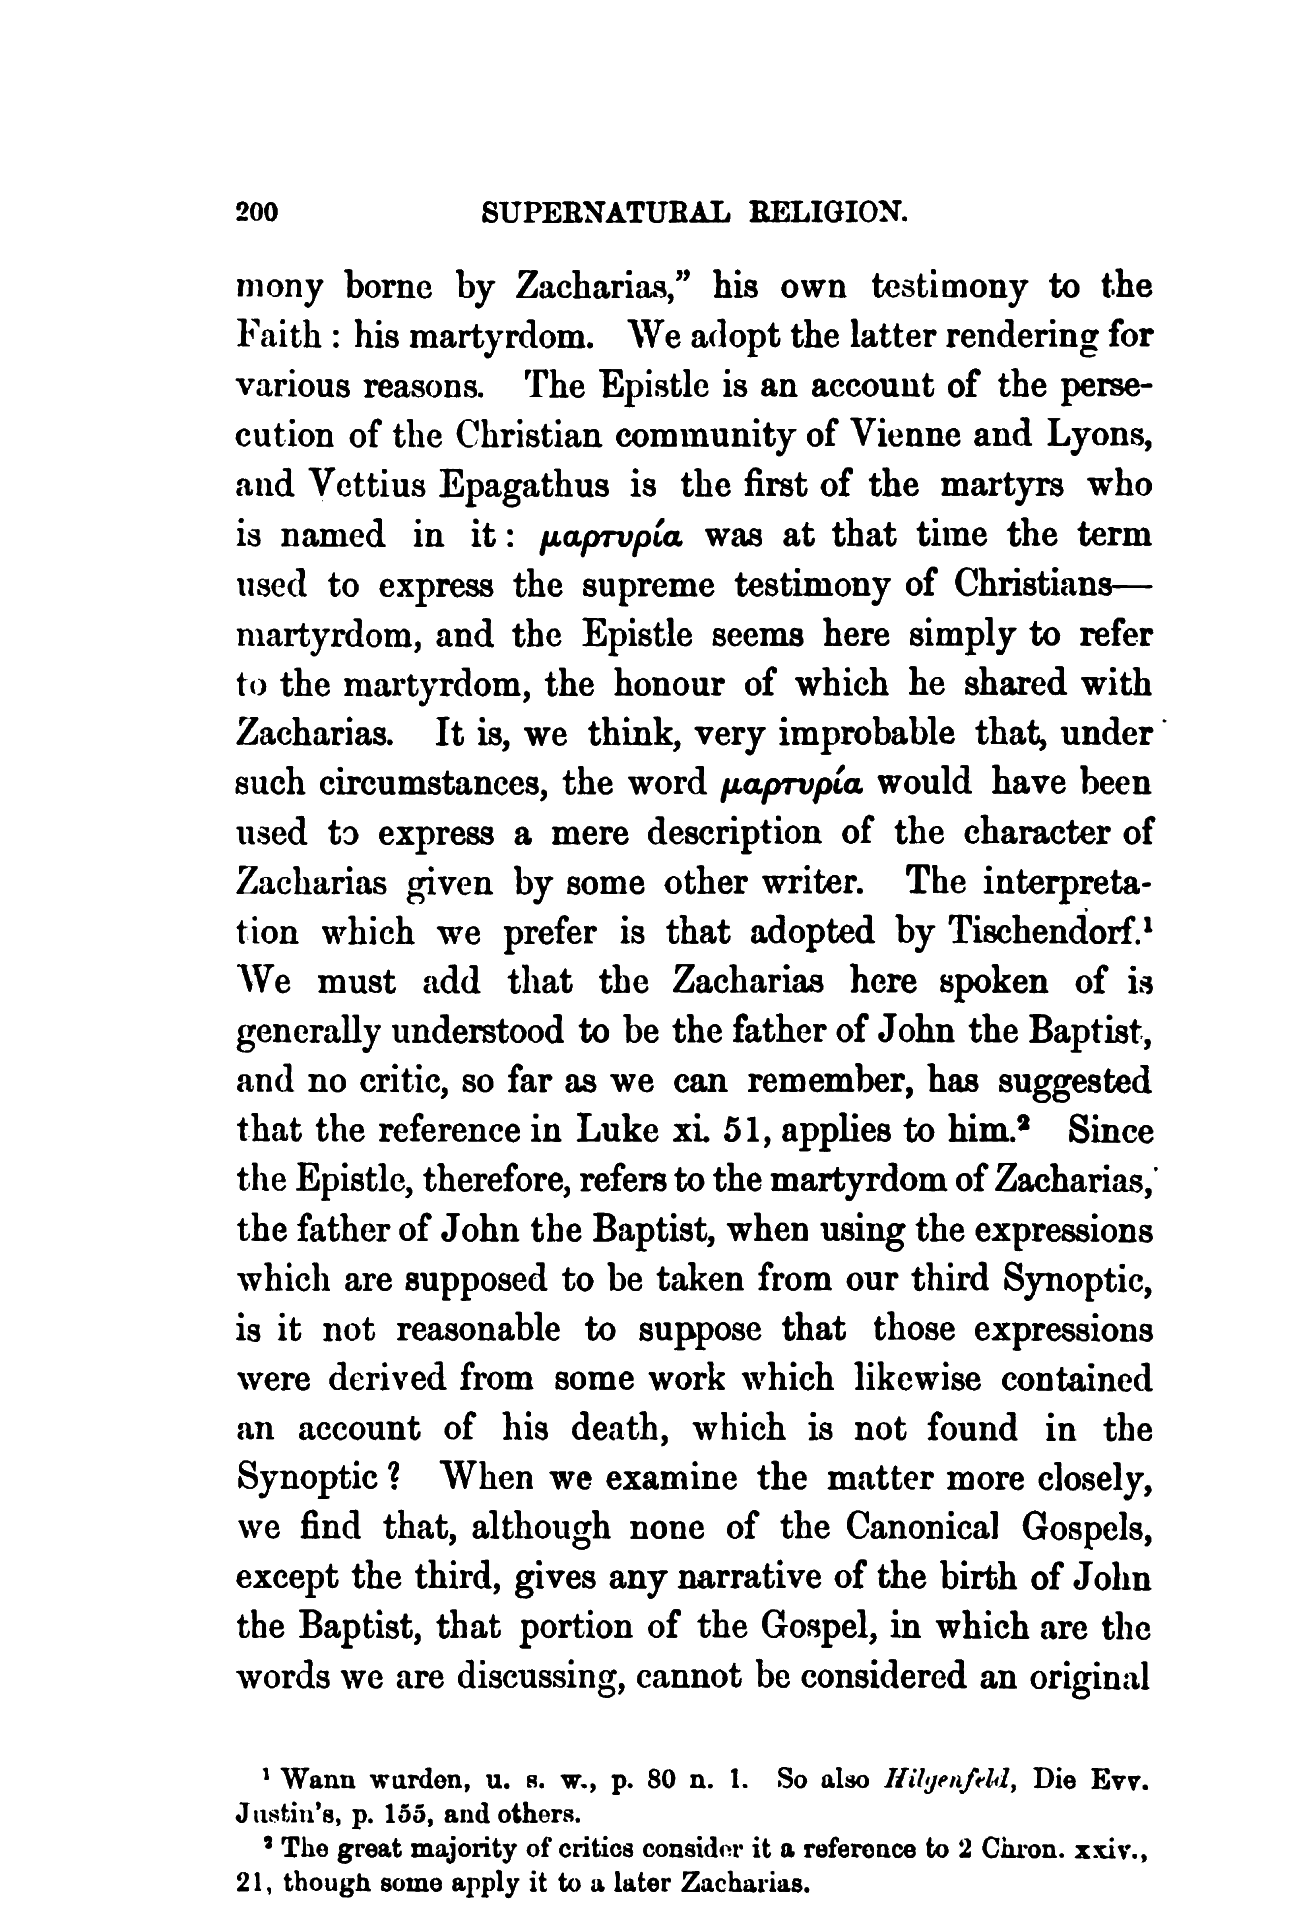 200 SUPERNATURAL RELIGION.
mony borne by Zacharias,” his own testimony to the
Faith : his martyrdom. We adopt the latter rendering for
various reasons. The Epistle is an account of the perse-
cution of the Christian community of Vienne and Lyons,
and Vettius Epagathus is the first of the martyrs who
is named in it : μαρτυρία was at that time the term
used to express the supreme testimony of Christians—
martyrdom, and the Epistle seems here simply to refer
to the martyrdom, the honour of which he shared with
Zacharias. It is, we think, very improbable that, under
such circumstances, the word μαρτυρία would have been
used to express a mere description of the character of
Zacharias given by some other writer. The interpreta-
tion which we prefer is that adopted by Tischendorf.¹
We must add that the Zacharias here spoken of is
generally understood to be the father of John the Baptist,
and no critic, so far as we can remember, has suggested
that the reference in Luke xi. 51, applies to him.² Since
the Epistle, therefore, refers to the martyrdom of Zacharias,
the father of John the Baptist, when using the expressions
which are supposed to be taken from our third Synoptic,
is it not reasonable to suppose that those expressions
were derived from some work which likewise contained
an account of his death, which is not found in the
Synoptic ? When we examine the matter more closely,
we find that, although none of the Canonical Gospels,
except the third, gives any narrative of the birth of John
the Baptist, that portion of the Gospel, in which are the
words we are discussing, cannot be considered an original
¹ Wann wurden, u. s. w., p. 80 n. 1. So also Hilgenfeld, Die Evv.
Justin's, p. 155, and others.
² The great majority of critics consider it a reference to 2 Chron. xxiv.,
21, though some apply it to a later Zacharias.